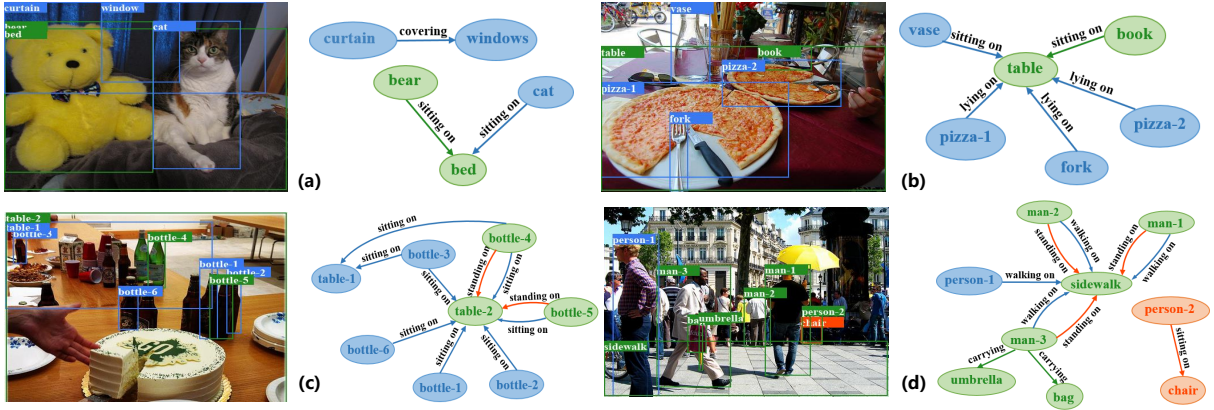 curtain
window
bear
bed
cat
curtain
covering
windows
bear
cat
sitting on
sitting on
bed
(a)
vase
table
book
pizza-2
pizza-1
fork
vase
book
sitting on
sitting on
table
lying on
lying on
lying on
pizza-1
pizza-2
fork
(b)
table-2
table-1
bottle-3
bottle-4
bottle-1
bottle-2
bottle-5
bottle-6
sitting on
bottle-4
bottle-3
sitting on
table-1
standing on
sitting on
sitting on
standing on
table-2
bottle-5
sitting on
sitting on
bottle-6
sitting on
sitting on
bottle-1
bottle-2
(c)
person-1
man-3
man-1
man-2
umbrella
person-2
chair
sidewalk
man-2
man-1
walking on
standing on
standing on
walking on
person-1
walking on
sidewalk
person-2
walking on
standing on
man-3
sitting on
carrying
carrying
umbrella
bag
chair
(d)